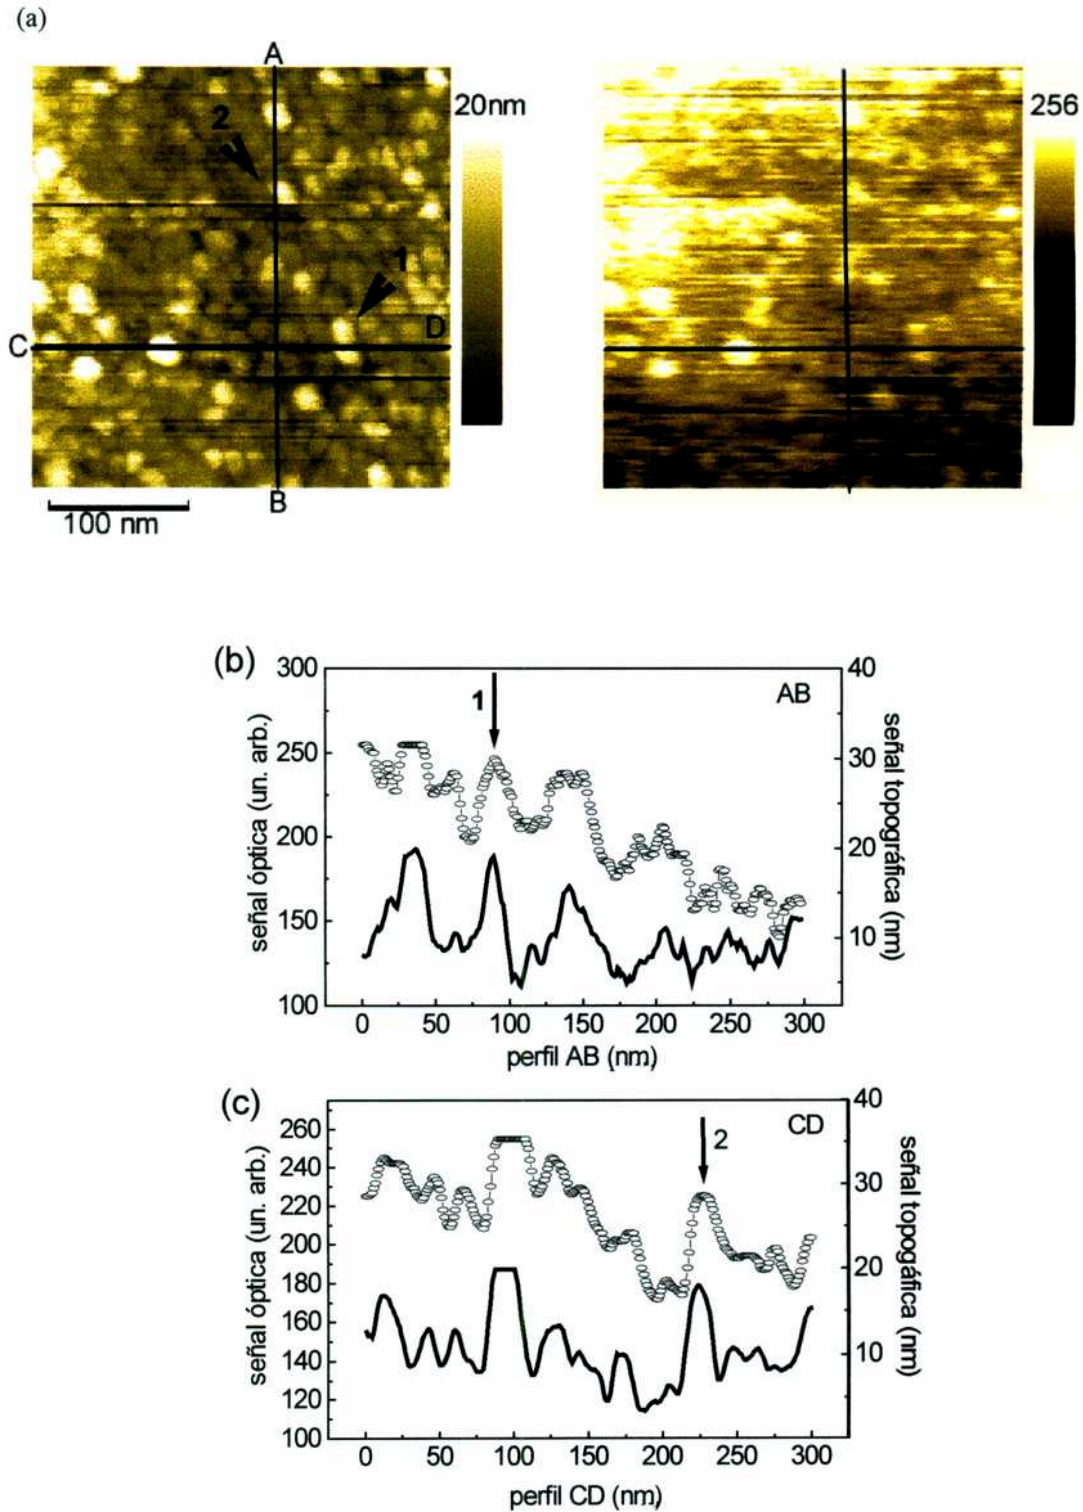 (a)
A
20nm
256
2
1
D
C
B
100 nm
(b)
300
250
200
150
100
señal óptica (un. arb.)
1
AB
40
30
20
10
señal topográfica (nm)
0 50 100 150 200 250 300
perfil AB (nm)
(c)
260
240
220
200
180
160
140
120
100
señal óptica (un. arb.)
2
CD
40
30
20
10
señal topogáfica (nm)
0 50 100 150 200 250 300
perfil CD (nm)